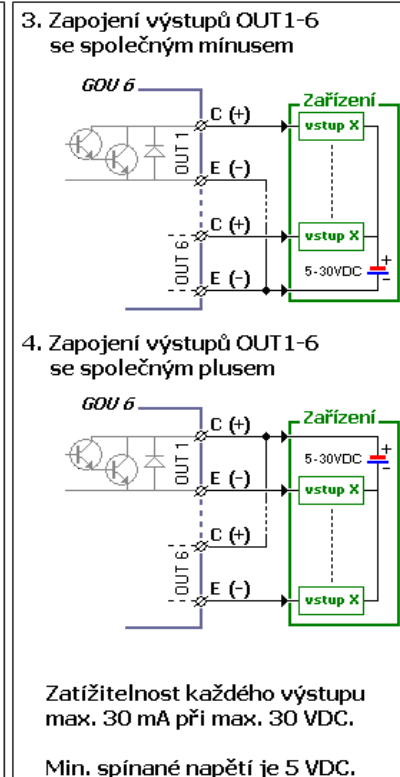 3. Zapojení výstupů OUT1-6
se společným mínusem
GOU 6
Zařízení
C (+)
vstup X
OUT 1
E (-)
C (+)
vstup X
OUT 6
5-30VDC
+
-
E (-)
4. Zapojení výstupů OUT1-6
se společným plusem
GOU 6
Zařízení
C (+)
5-30VDC
+
-
OUT 1
E (-)
vstup X
C (+)
OUT 6
E (-)
vstup X
Zatížitelnost každého výstupu
max. 30 mA při max. 30 VDC.
Min. spínané napětí je 5 VDC.